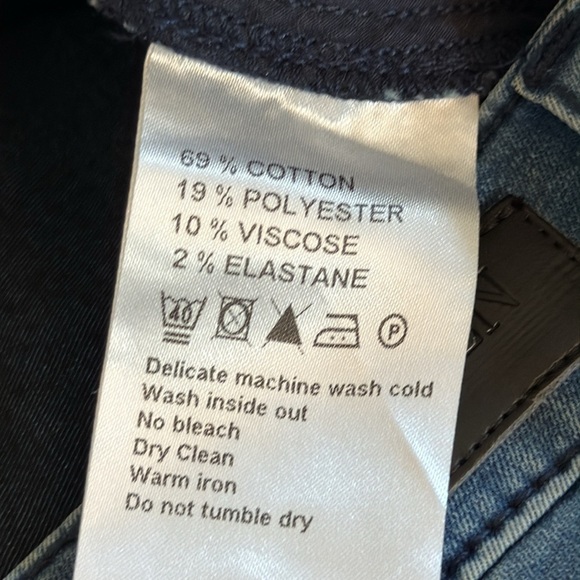 69 % COTTON
19 % POLYESTER
10 % VISCOSE
2 % ELASTANE
40
P
Delicate machine wash cold
Wash inside out
No bleach
Dry Clean
Warm iron
Do not tumble dry